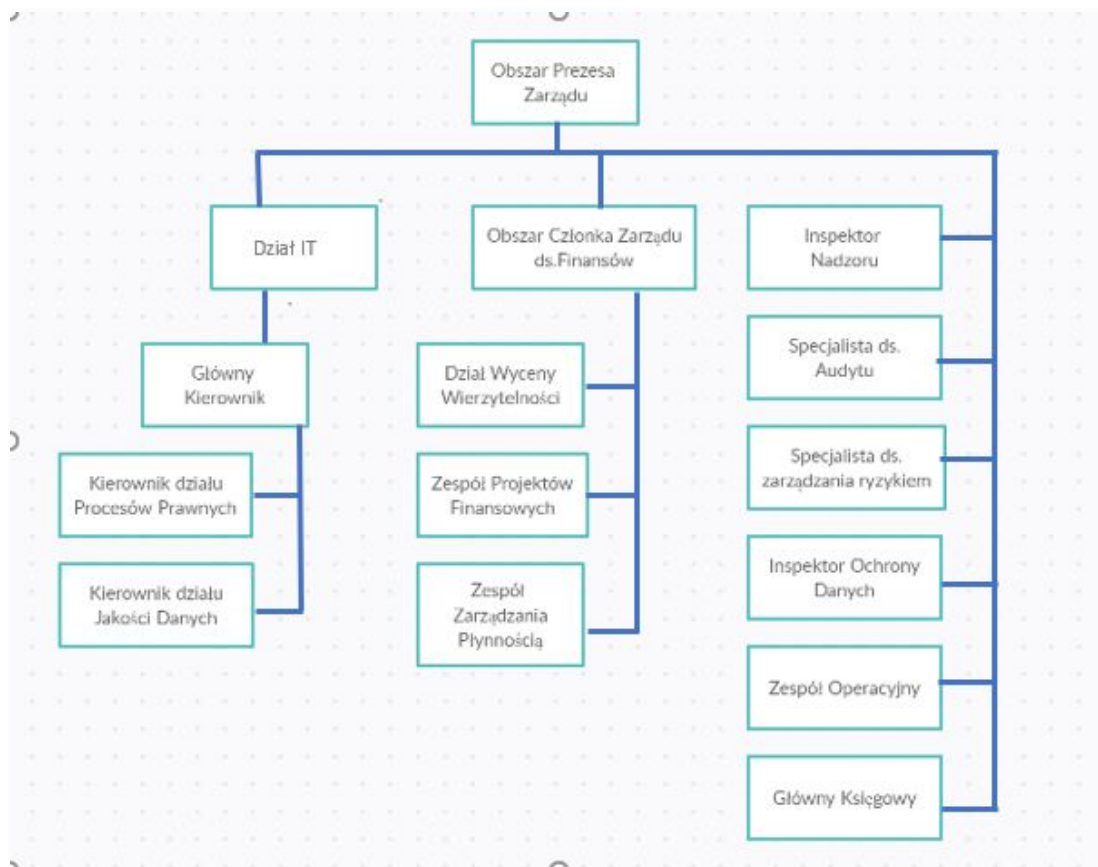 Obszar Prezesa
Zarządu
Dział IT
Obszar Członka Zarządu
ds.Finansów
Inspektor
Nadzoru
Główny
Kierownik
Dział Wyceny
Wierzytelności
Specjalista ds.
Audytu
Kierownik działu
Procesów Prawnych
Zespół Projektów
Finansowych
Specjalista ds.
zarządzania ryzykiem
Kierownik działu
Jakości Danych
Zespół
Zarządzania
Płynnością
Inspektor Ochrony
Danych
Zespół Operacyjny
Główny Księgowy